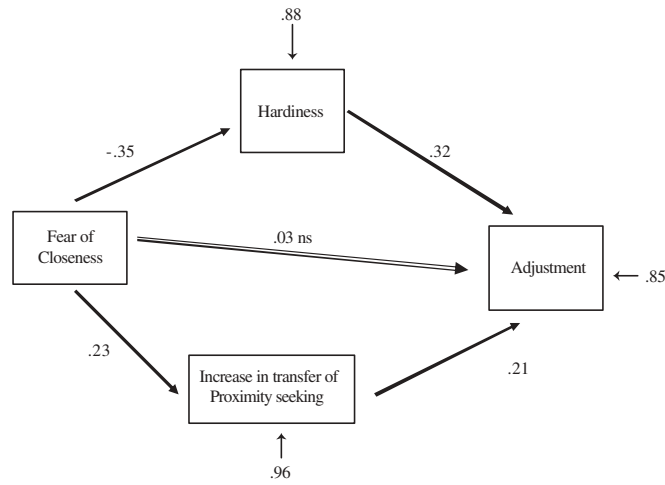 .88
Hardiness
-.35
.32
Fear of
Closeness
.03 ns
Adjustment
.85
.23
Increase in transfer of
Proximity seeking
.21
.96